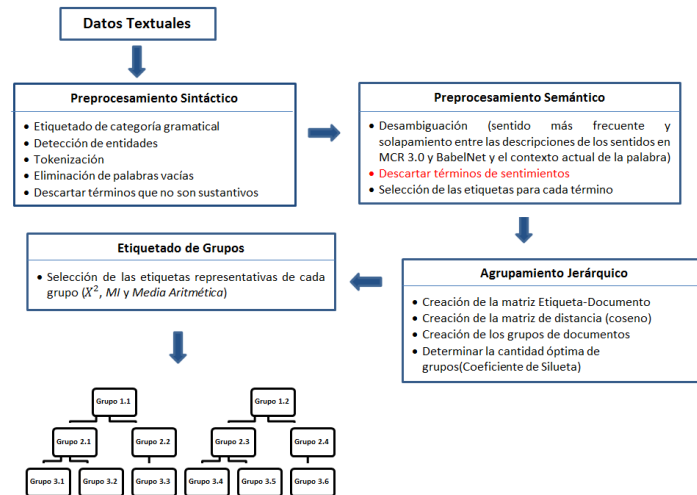 Datos Textuales
Preprocesamiento Sintáctico
• Etiquetado de categoría gramatical
• Detección de entidades
• Tokenización
• Eliminación de palabras vacías
• Descartar términos que no son sustantivos
Preprocesamiento Semántico
• Desambiguación (sentido más frecuente y
solapamiento entre las descripciones de los sentidos en
MCR 3.0 y BabelNet y el contexto actual de la palabra)
• Descartar términos de sentimientos
• Selección de las etiquetas para cada término
Agrupamiento Jerárquico
• Creación de la matriz Etiqueta-Documento
• Creación de la matriz de distancia (coseno)
• Creación de los grupos de documentos
• Determinar la cantidad óptima de
grupos(Coeficiente de Silueta)
Etiquetado de Grupos
• Selección de las etiquetas representativas de cada
grupo (X², MI y Media Aritmética)
Grupo 1.1
Grupo 1.2
Grupo 2.1
Grupo 2.2
Grupo 2.3
Grupo 2.4
Grupo 3.1
Grupo 3.2
Grupo 3.3
Grupo 3.4
Grupo 3.5
Grupo 3.6